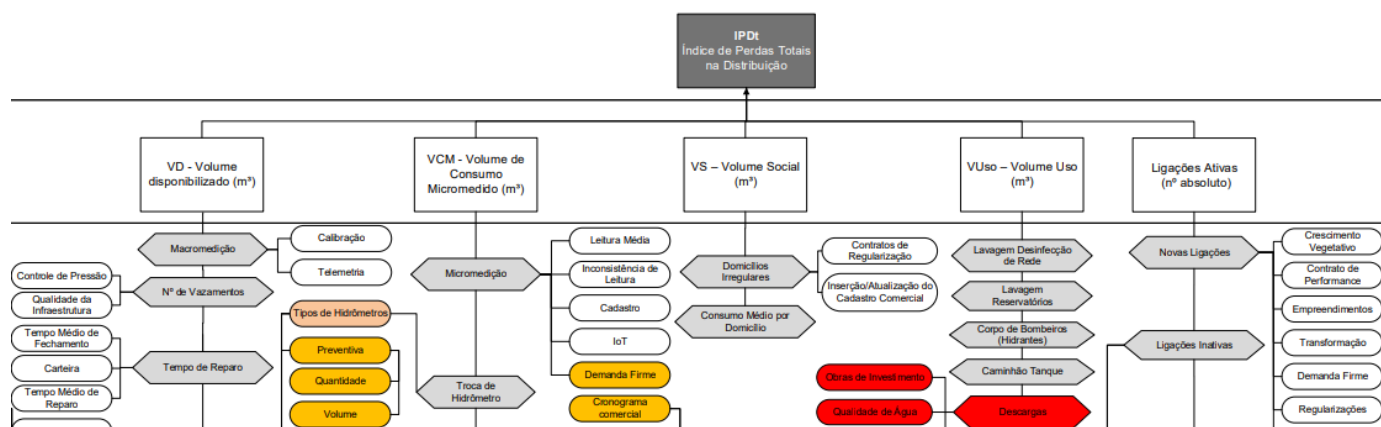 IPDt
Índice de Perdas Totais
na Distribuição
VD - Volume
disponibilizado (m³)
VCM - Volume de
Consumo
Micromedido (m³)
VS – Volume Social
(m³)
VUso – Volume Uso
(m³)
Ligações Ativas
(nº absoluto)
Macromedição
Calibração
Telemetria
Controle de Pressão
Qualidade da
Infraestrutura
Nº de Vazamentos
Tempo Médio de
Fechamento
Carteira
Tempo Médio de
Reparo
Tempo de Reparo
Tipos de Hidrômetros
Preventiva
Quantidade
Volume
Micromedição
Troca de
Hidrômetro
Leitura Média
Inconsistência de
Leitura
Cadastro
IoT
Demanda Firme
Cronograma
comercial
Domicílios
Irregulares
Consumo Médio por
Domicílio
Contratos de
Regularização
Inserção/Atualização do
Cadastro Comercial
Lavagem Desinfecção
de Rede
Lavagem
Reservatórios
Corpo de Bombeiros
(Hidrantes)
Caminhão Tanque
Obras de Investimento
Qualidade de Água
Descargas
Novas Ligações
Ligações Inativas
Crescimento
Vegetativo
Contrato de
Performance
Empreendimentos
Transformação
Demanda Firme
Regularizações